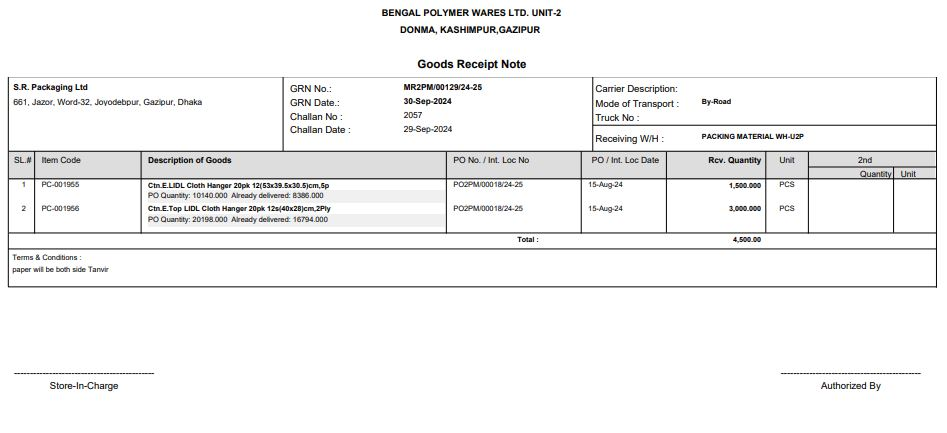 BENGAL POLYMER WARES LTD. UNIT-2
DONMA, KASHIMPUR,GAZIPUR
Goods Receipt Note
S.R. Packaging Ltd
661, Jazor, Word-32, Joyodebpur, Gazipur, Dhaka
GRN No.: MR2PM/00129/24-25
GRN Date.: 30-Sep-2024
Challan No : 2057
Challan Date : 29-Sep-2024
Carrier Description:
Mode of Transport : By-Road
Truck No :
Receiving W/H : PACKING MATERIAL WH-U2P
SL.# Item Code Description of Goods PO No. / Int. Loc No PO / Int. Loc Date Rcv. Quantity Unit 2nd
Quantity Unit
1 PC-001955 Ctn.E.LIDL Cloth Hanger 20pk 12(53x39.5x30.5)cm,5p PO2PM/00018/24-25 15-Aug-24 1,500.000 PCS
PO Quantity: 10140.000 Already delivered: 8386.000
2 PC-001956 Ctn.E.Top LIDL Cloth Hanger 20pk 12s(40x28)cm,2Ply PO2PM/00018/24-25 15-Aug-24 3,000.000 PCS
PO Quantity: 20198.000 Already delivered: 16794.000
Total : 4,500.00
Terms & Conditions :
paper will be both side Tanvir
Store-In-Charge Authorized By